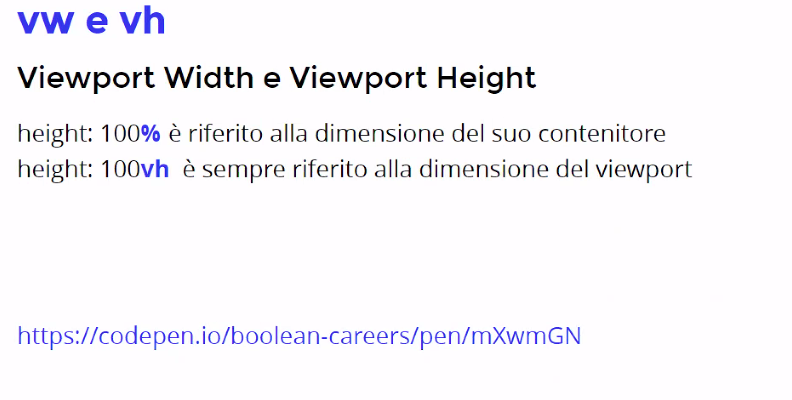 vw e vh
Viewport Width e Viewport Height
height: 100% è riferito alla dimensione del suo contenitore
height: 100vh è sempre riferito alla dimensione del viewport
https://codepen.io/boolean-careers/pen/mXwmGN